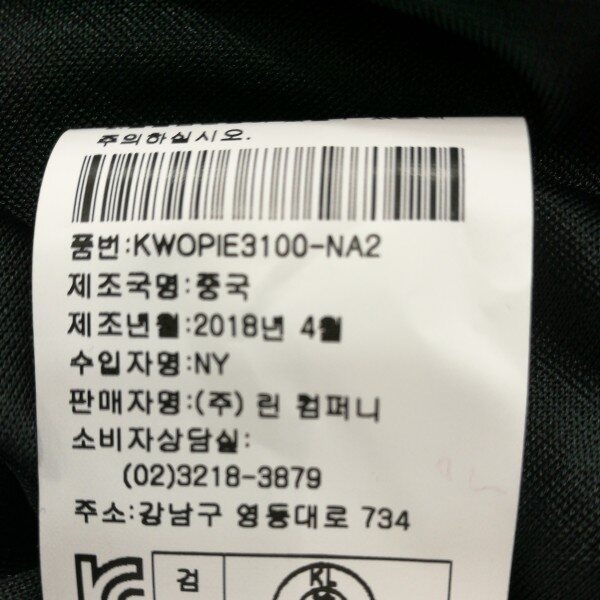 주의하십시오.
품번:KWOPIE3100-NA2
제조국명:중국
제조년월:2018년 4월
수입자명:NY
판매자명:(주) 린 컴퍼니
소비자상담실:
(02)3218-3879
주소:강남구 영동대로 734
검
KL